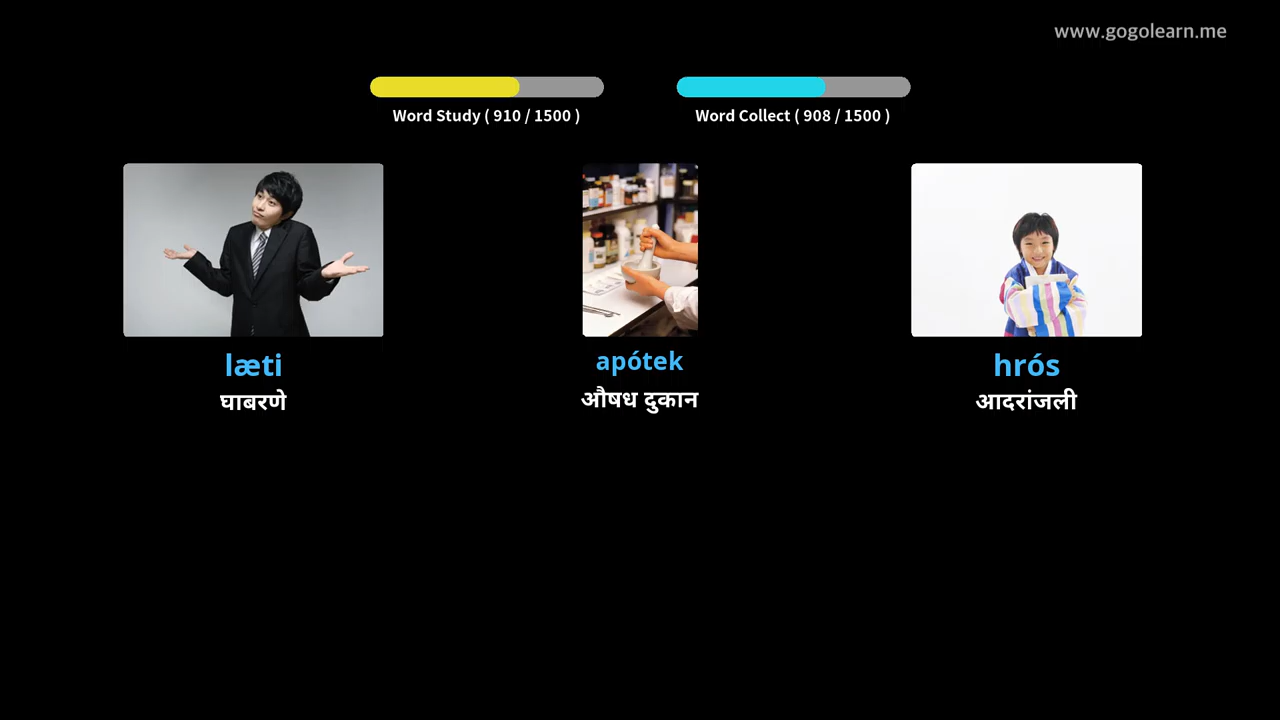 www.gogolearn.me
Word Study ( 910 / 1500 )
Word Collect ( 908 / 1500 )
læti
apótek
hrós
घाबरणे
औषध दुकान
आदरांजली